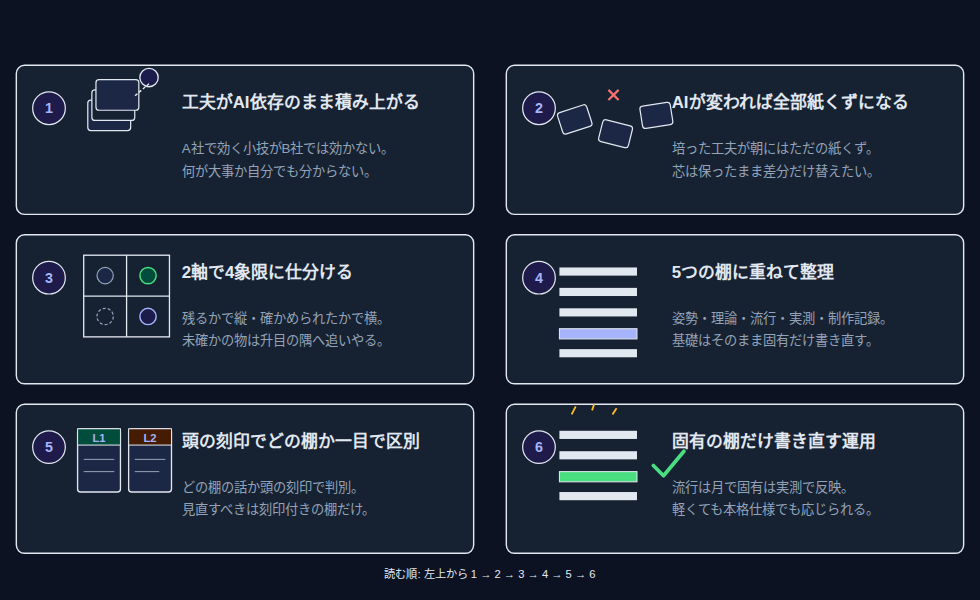 1
工夫がAI依存のまま積み上がる
A社で効く小技がB社では効かない。
何が大事か自分でも分からない。
2
AIが変われば全部紙くずになる
培った工夫が朝にはただの紙くず。
芯は保ったまま差分だけ替えたい。
3
2軸で4象限に仕分ける
残るかで縦・確かめられたかで横。
未確かの物は升目の隅へ追いやる。
4
5つの棚に重ねて整理
姿勢・理論・流行・実測・制作記録。
基礎はそのまま固有だけ書き直す。
5
L1 L2
頭の刻印でどの棚か一目で区別
どの棚の話か頭の刻印で判別。
見直すべきは刻印付きの棚だけ。
6
固有の棚だけ書き直す運用
流行は月で固有は実測で反映。
軽くても本格仕様でも応じられる。
読む順: 左上から 1 → 2 → 3 → 4 → 5 → 6